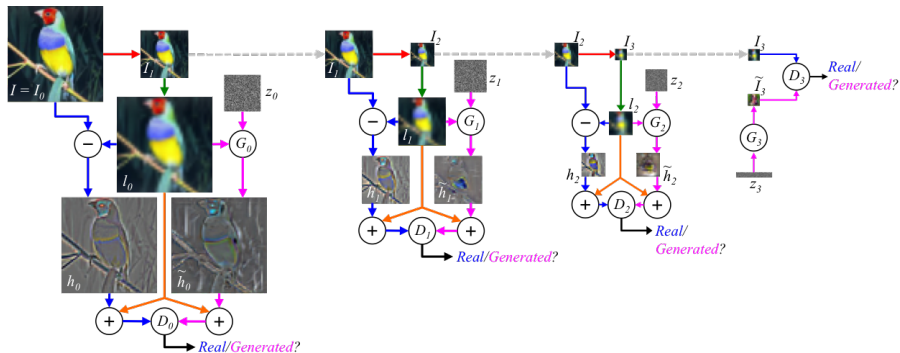 I = I₀
I₁
z₀
−
l₀
G₀
h₀
h̃₀
+
D₀
+
Real/Generated?
I₁
I₂
z₁
−
l₁
G₁
h₁
h̃₁
+
D₁
+
Real/Generated?
I₂
I₃
z₂
−
l₂
G₂
h₂
h̃₂
+
D₂
+
Real/
Generated?
I₃
Ĩ₃
D₃
Real/
Generated?
G₃
z₃